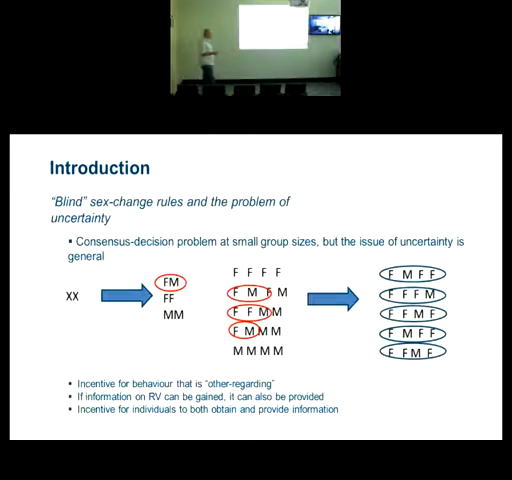 Introduction
"Blind" sex-change rules and the problem of
uncertainty
▪ Consensus-decision problem at small group sizes, but the issue of uncertainty is
general
XX
FM
FF
MM
F F F F
F M F M
F F M M
F M M M
M M M M
F M F F
F F F M
F F M F
F M F F
F F M F
▪ Incentive for behaviour that is "other-regarding"
▪ If information on RV can be gained, it can also be provided
▪ Incentive for individuals to both obtain and provide information